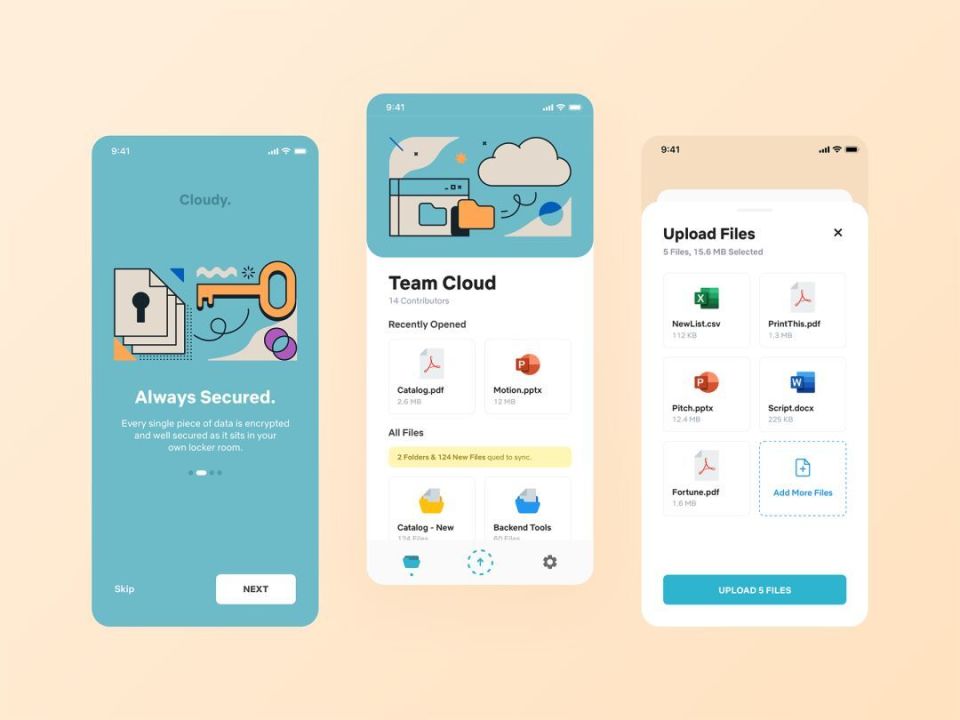 9:41
Cloudy.
Always Secured.
Every single piece of data is encrypted
and well secured as it sits in your
own locker room.
Skip
NEXT
9:41
Team Cloud
14 Contributors
Recently Opened
Catalog.pdf
2.6 MB
Motion.pptx
12 MB
All Files
2 Folders & 124 New Files qued to sync.
Catalog - New
124 Files
Backend Tools
60 Files
9:41
Upload Files
5 Files, 15.6 MB Selected
X
NewList.csv
112 KB
PrintThis.pdf
1.3 MB
P
Pitch.pptx
12.4 MB
W
Script.docx
225 KB
Fortune.pdf
1.6 MB
Add More Files
UPLOAD 5 FILES